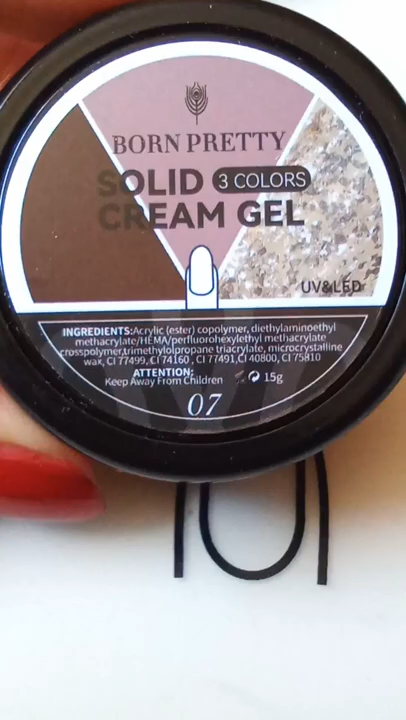 BORN PRETTY
SOLID 3 COLORS
CREAM GEL
UV&LED
INGREDIENTS:Acrylic (ester) copolymer, diethylaminoethyl
methacrylate/HEMA/perfluorohexylethyl methacrylate
crosspolymer,trimethylolpropane triacrylate, microcrystalline
wax, CI 77499,CI 74160 , CI 77491,CI 40800, CI 75810
ATTENTION:
Keep Away From Children 15g
07